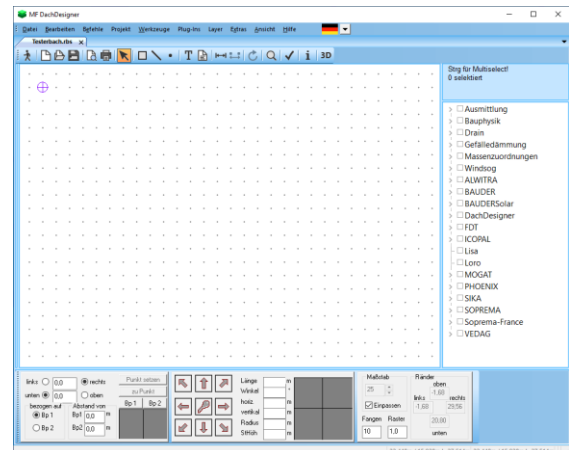 MF DachDesigner
Datei Bearbeiten Befehle Projekt Werkzeuge Plug-Ins Layer Extras Ansicht Hilfe
Testerbach.rbs x
T i 3D
Strg für Multiselect!
0 selektiert
Ausmittlung
Bauphysik
Drain
Gefälledämmung
Massenzuordnungen
Windsog
ALWITRA
BAUDER
BAUDERSolar
DachDesigner
FDT
ICOPAL
Lisa
Loro
MOGAT
PHOENIX
SIKA
SOPREMA
Soprema-France
VEDAG
links 0,0 rechts Punkt setzen
unten 0,0 oben zu Punkt
bezogen auf Abstand von Bp 1 Bp 2
Bp 1 Bp1 0,0 m
Bp 2 Bp2 0,0 m
Länge m
Winkel °
horiz m
vertikal m
Radius m
StHüh m
Maßstab
25
Einpassen
Fangen Raster
10 1,0
Ränder
oben
-1,60
links rechts
-1,60 29,56
20,80
unten